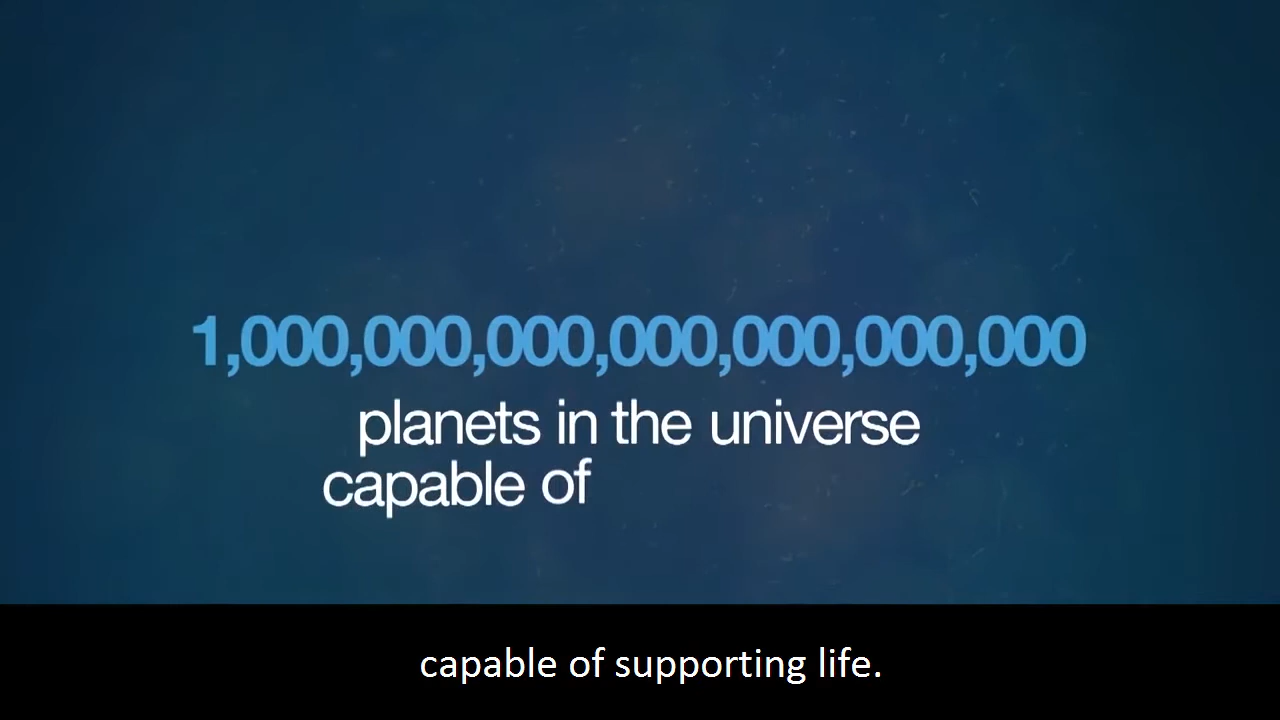 1,000,000,000,000,000,000,000
planets in the universe
capable of
capable of supporting life.